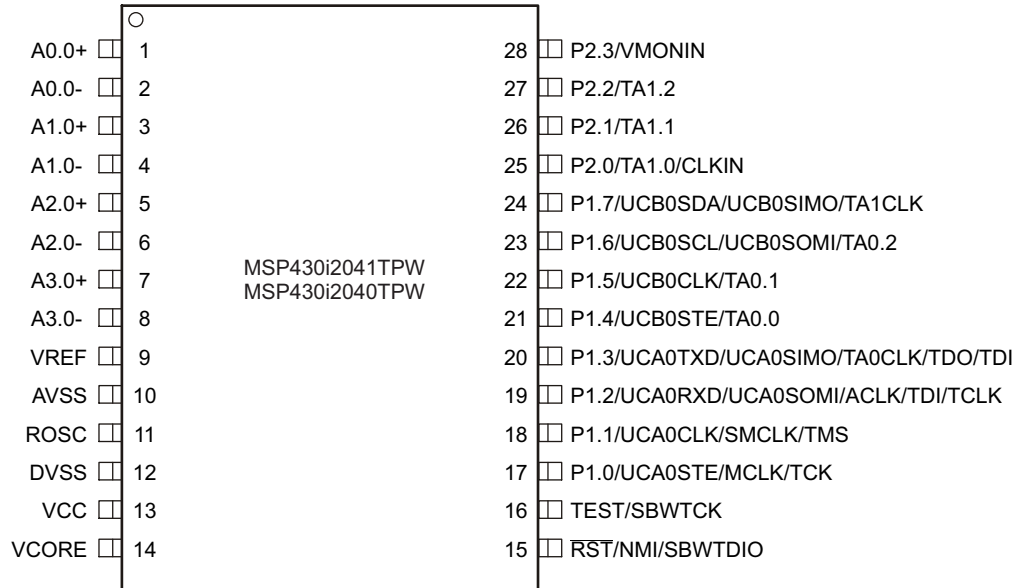 A0.0+ 1 28 P2.3/VMONIN
A0.0- 2 27 P2.2/TA1.2
A1.0+ 3 26 P2.1/TA1.1
A1.0- 4 25 P2.0/TA1.0/CLKIN
A2.0+ 5 24 P1.7/UCB0SDA/UCB0SIMO/TA1CLK
A2.0- 6 23 P1.6/UCB0SCL/UCB0SOMI/TA0.2
MSP430i2041TPW
A3.0+ 7 22 P1.5/UCB0CLK/TA0.1
MSP430i2040TPW
A3.0- 8 21 P1.4/UCB0STE/TA0.0
VREF 9 20 P1.3/UCA0TXD/UCA0SIMO/TA0CLK/TDO/TDI
AVSS 10 19 P1.2/UCA0RXD/UCA0SOMI/ACLK/TDI/TCLK
ROSC 11 18 P1.1/UCA0CLK/SMCLK/TMS
DVSS 12 17 P1.0/UCA0STE/MCLK/TCK
VCC 13 16 TEST/SBWTCK
VCORE 14 15 RST/NMI/SBWTDIO